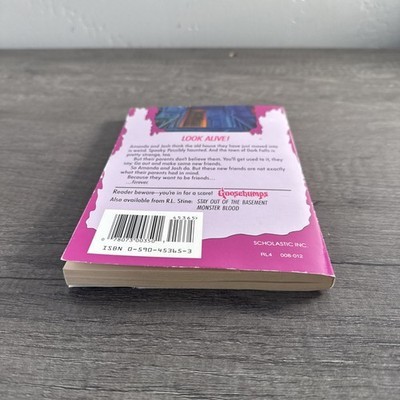 LOOK ALIVE!
Amanda and Josh think the old house they have just moved into
is weird. Spooky. Possibly haunted. And the town of Dark Falls is
pretty strange, too.
But their parents don't believe them. You'll get used to it, they
say. Go out and make some new friends.
So Amanda and Josh do. But these new friends are not exactly
what their parents had in mind.
Because they want to be friends...
...forever.
Reader beware—you're in for a scare! Goosebumps
Also available from R.L. Stine: STAY OUT OF THE BASEMENT
MONSTER BLOOD
45365
ISBN 0-590-45365-3
SCHOLASTIC INC.
RL4 008-012